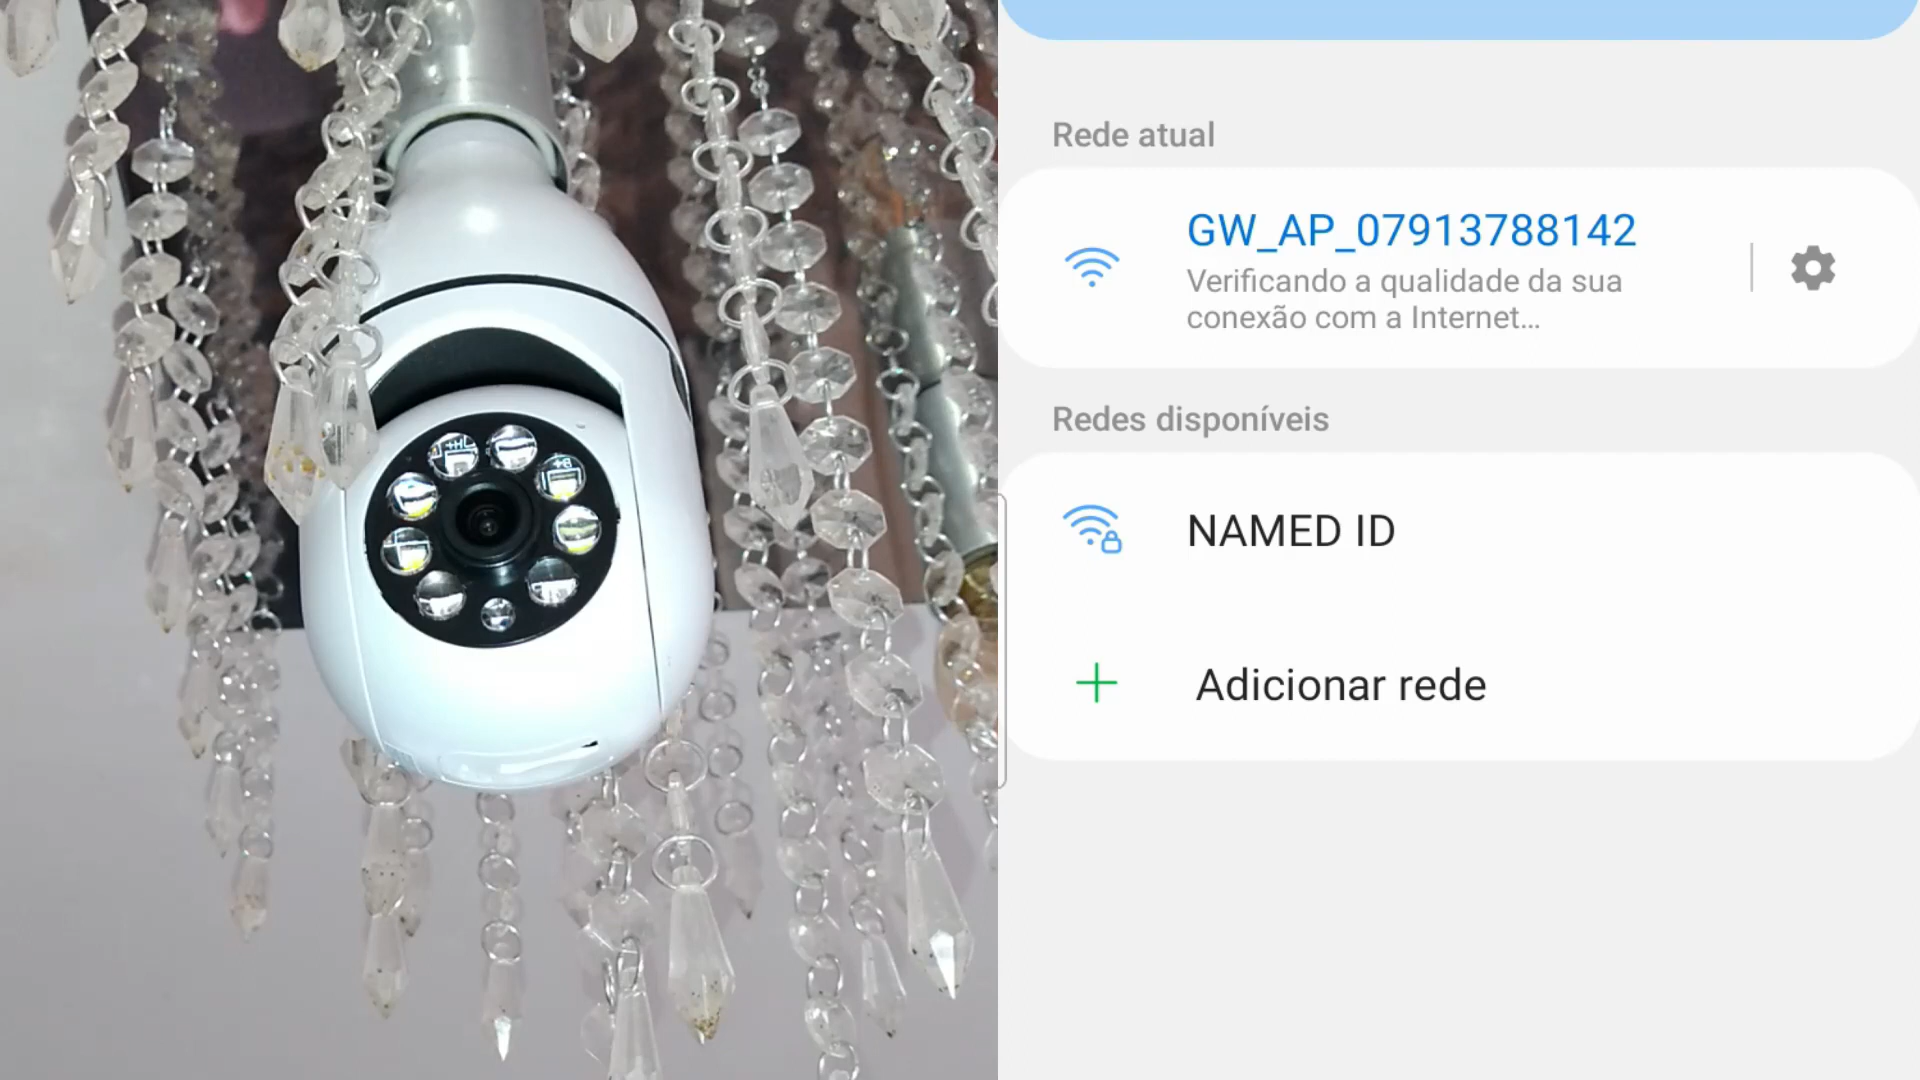 Rede atual
GW_AP_07913788142
Verificando a qualidade da sua
conexão com a Internet...
Redes disponíveis
NAMED ID
Adicionar rede